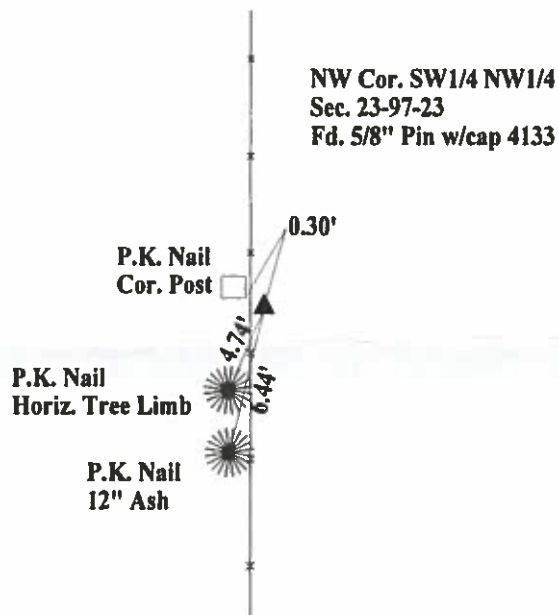 NW Cor. SW1/4 NW1/4
Sec. 23-97-23
Fd. 5/8" Pin w/cap 4133
0.30'
P.K. Nail
Cor. Post
4.74'
P.K. Nail
Horiz. Tree Limb
6.44'
P.K. Nail
12" Ash